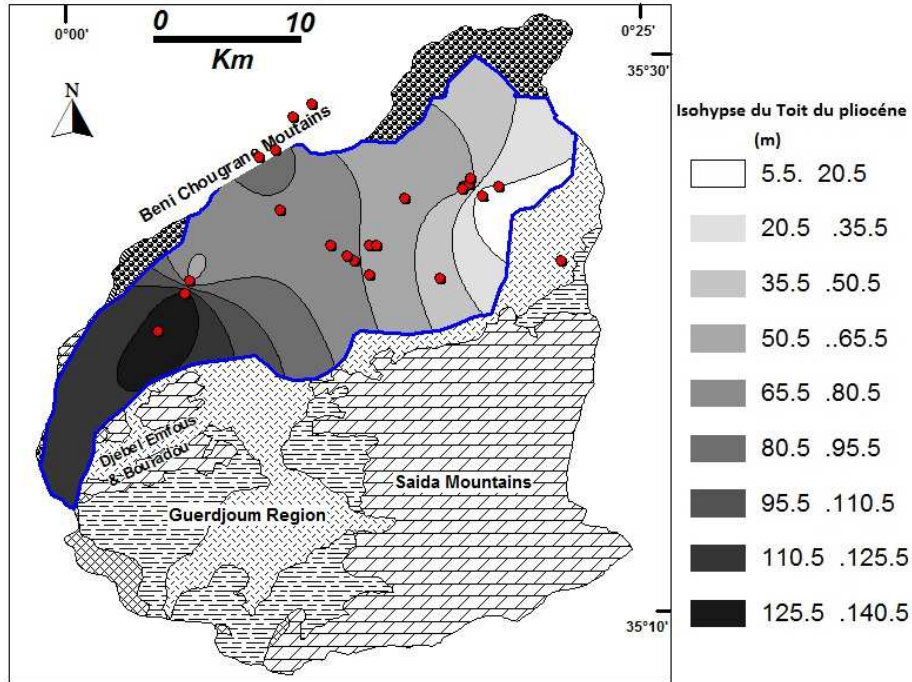 0°00'
0
10
Km
0°25'
35°30
N
Beni Chougrane Moutains
Isohypse du Toit du pliocéne
(m)
5.5. 20.5
20.5 .35.5
35.5 .50.5
50.5 ..65.5
65.5 .80.5
80.5 .95.5
95.5 .110.5
110.5 .125.5
125.5 .140.5
Djebel Emfous
& Bouradou
Saida Mountains
Guerdjoum Region
35°10'